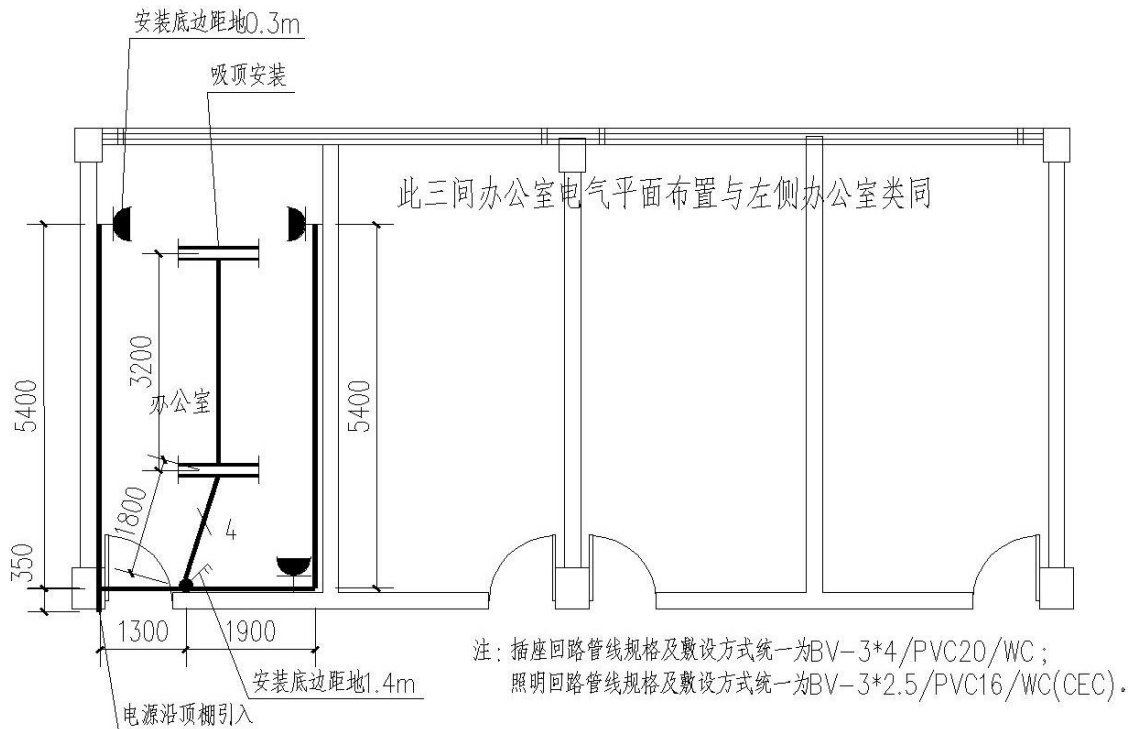 安装底边距地0.3m
吸顶安装
此三间办公室电气平面布置与左侧办公室类同
5400
3200
办公室
5400
1800
4
350
1300
1900
安装底边距地1.4m
电源沿顶棚引入
注: 插座回路管线规格及敷设方式统一为BV-3*4/PVC20/WC;
照明回路管线规格及敷设方式统一为BV-3*2.5/PVC16/WC(CEC).